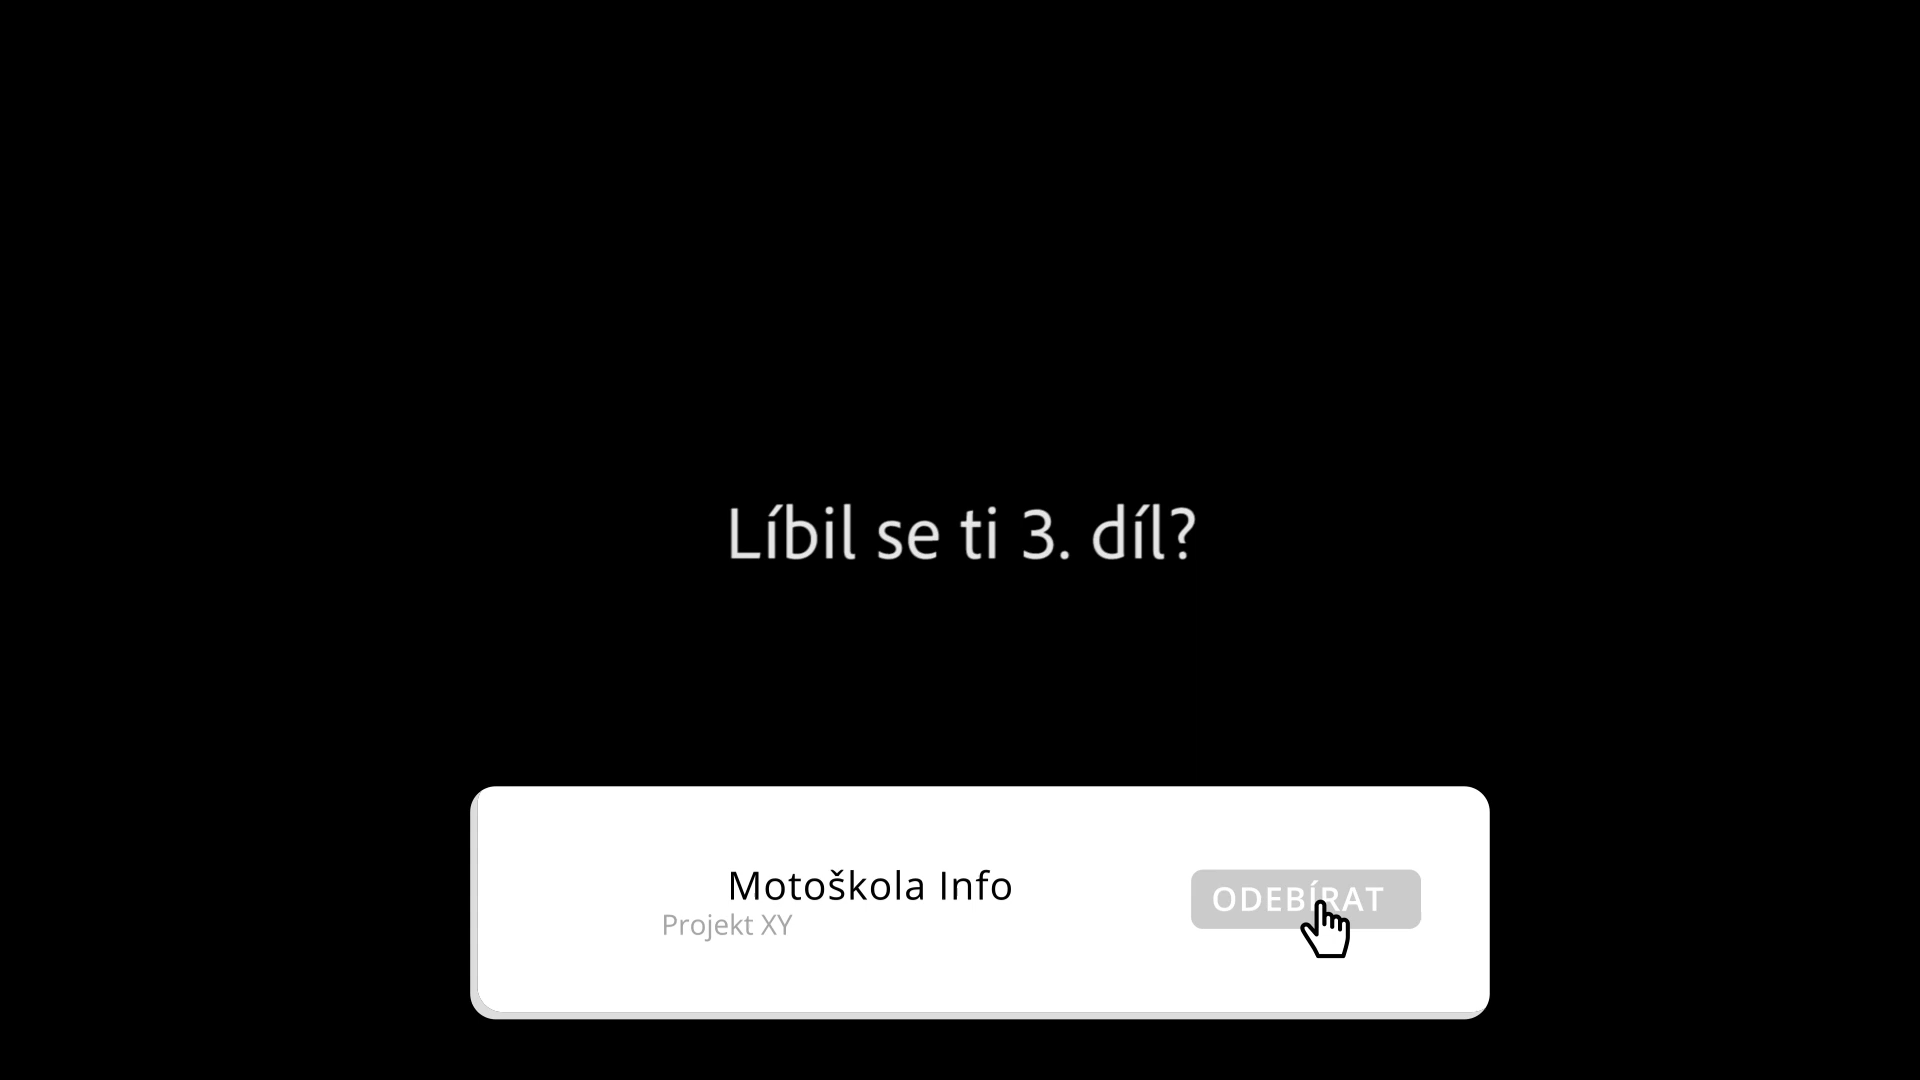 Líbil se ti 3. díl?
Motoškola Info
Projekt XY
ODEBÍRAT